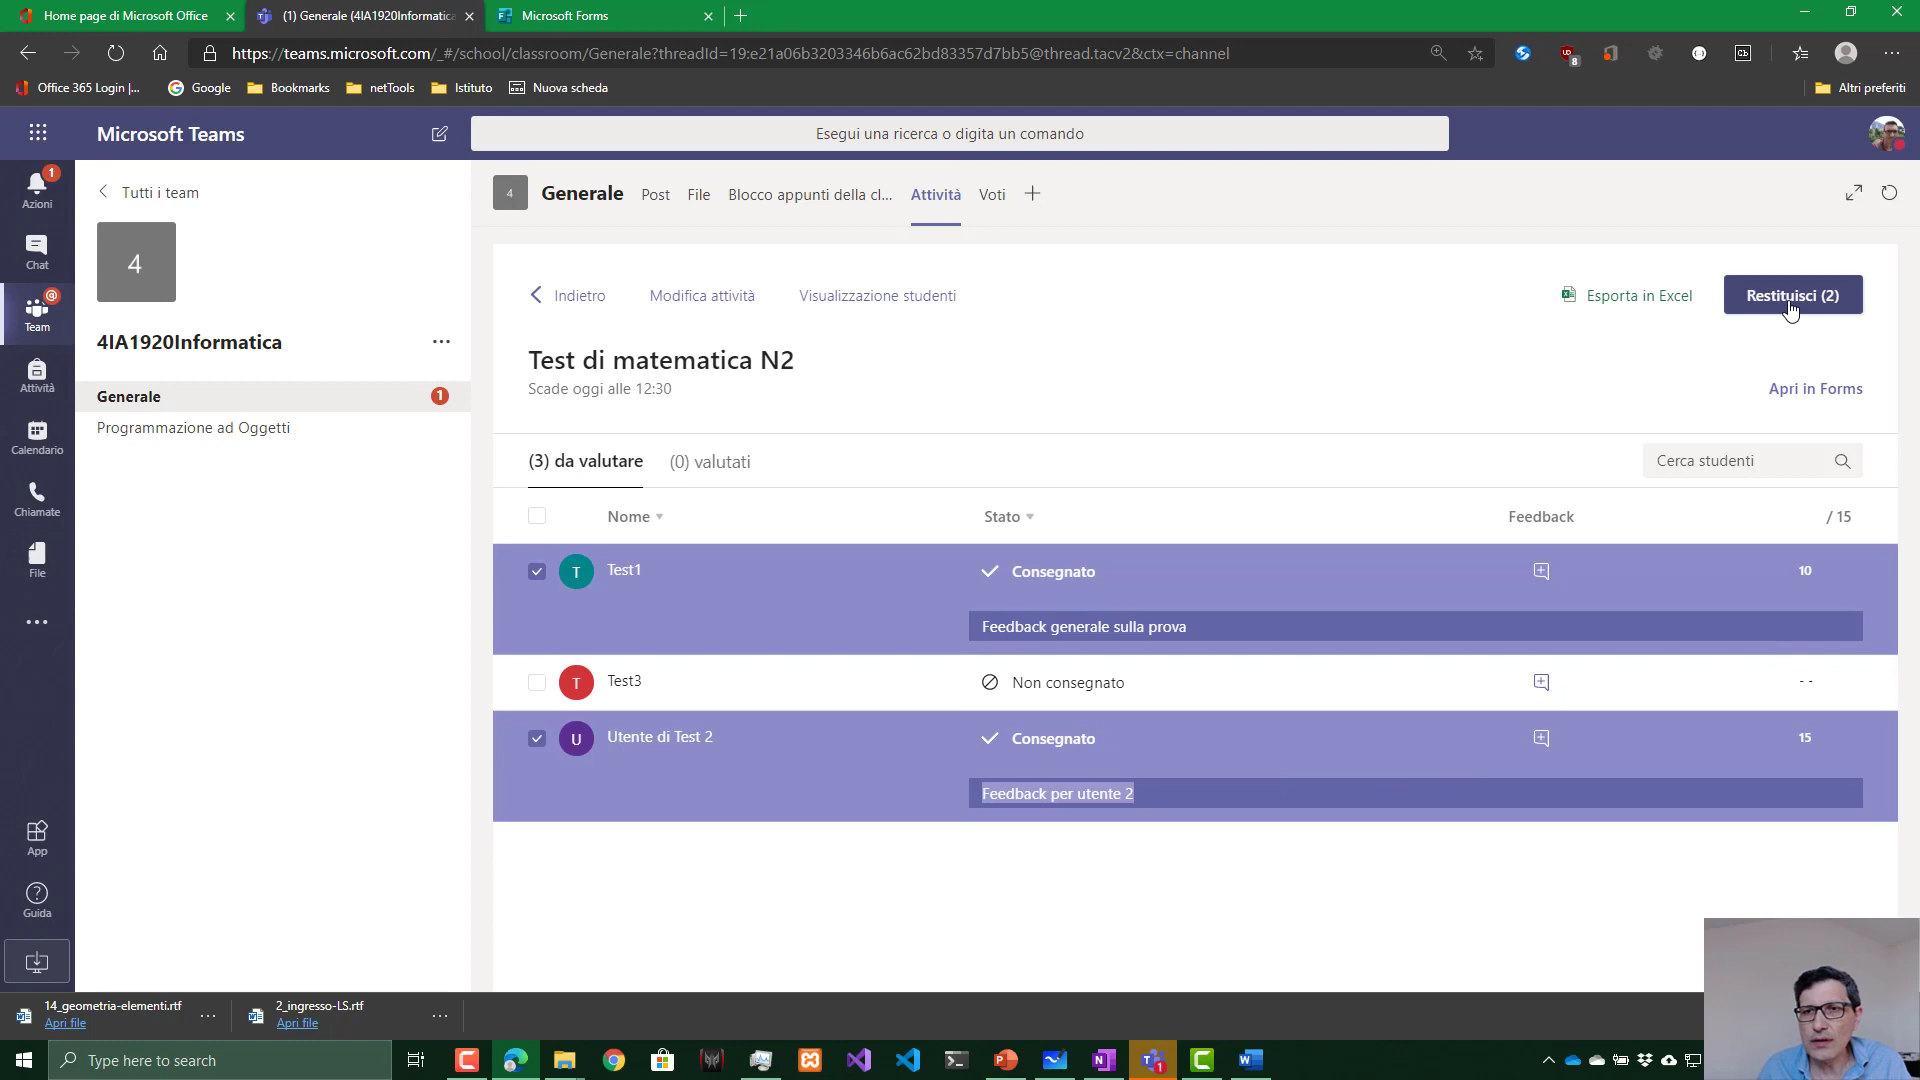 Home page di Microsoft Office
(1) Generale (4IA1920Informatica
Microsoft Forms
https://teams.microsoft.com/_#/school/classroom/Generale?threadId=19:e21a06b3203346b6ac62bd83357d7bb5@thread.tacv2&ctx=channel
8
Office 365 Login |...
Google
Bookmarks
netTools
Istituto
Nuova scheda
Altri preferiti
Microsoft Teams
Esegui una ricerca o digita un comando
1
Azioni
Chat
@
Team
Attività
Calendario
Chiamate
File
App
Guida
Tutti i team
4
4IA1920Informatica
Generale
1
Programmazione ad Oggetti
4
Generale
Post
File
Blocco appunti della cl...
Attività
Voti
Indietro
Modifica attività
Visualizzazione studenti
Esporta in Excel
Restituisci (2)
Test di matematica N2
Scade oggi alle 12:30
Apri in Forms
(3) da valutare
(0) valutati
Cerca studenti
Nome
Stato
Feedback
/ 15
T
Test1
Consegnato
10
Feedback generale sulla prova
T
Test3
Non consegnato
- -
U
Utente di Test 2
Consegnato
15
Feedback per utente 2
14_geometria-elementi.rtf
Apri file
2_ingresso-LS.rtf
Apri file
Type here to search